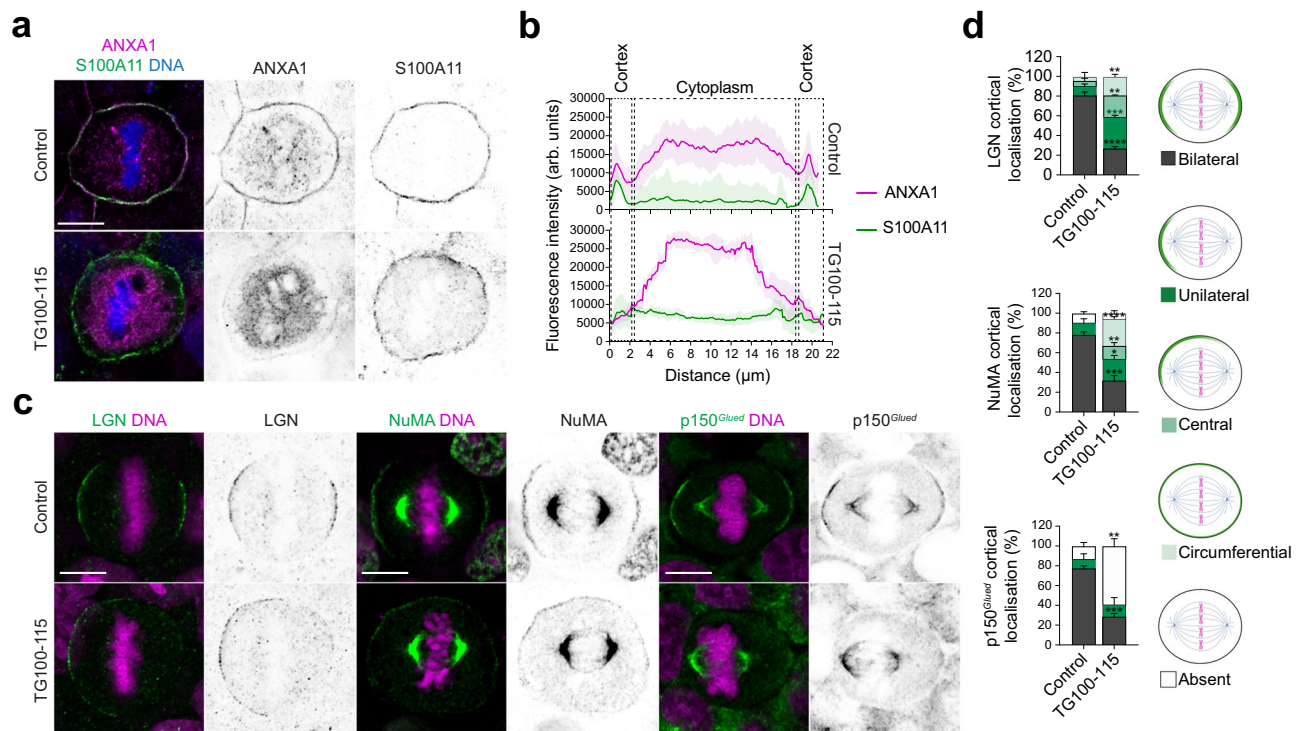 a
ANXA1
S100A11 DNA
ANXA1
S100A11
Control
TG100-115
b
Cortex
Cytoplasm
Cortex
Fluorescence intensity (arb. units)
30000
25000
20000
15000
10000
5000
0
Control
30000
25000
20000
15000
10000
5000
TG100-115
0 2 4 6 8 10 12 14 16 18 20 22
Distance (μm)
ANXA1
S100A11
c
LGN DNA
LGN
NuMA DNA
NuMA
p150Glued DNA
p150Glued
Control
TG100-115
d
LGN cortical
localisation (%)
120
100
80
60
40
20
0
**
**
***
****
Control
TG100-115
NuMA cortical
localisation (%)
120
100
80
60
40
20
0
****
**
*
***
Control
TG100-115
p150Glued cortical
localisation (%)
120
100
80
60
40
20
0
**
***
Control
TG100-115
Bilateral
Unilateral
Central
Circumferential
Absent